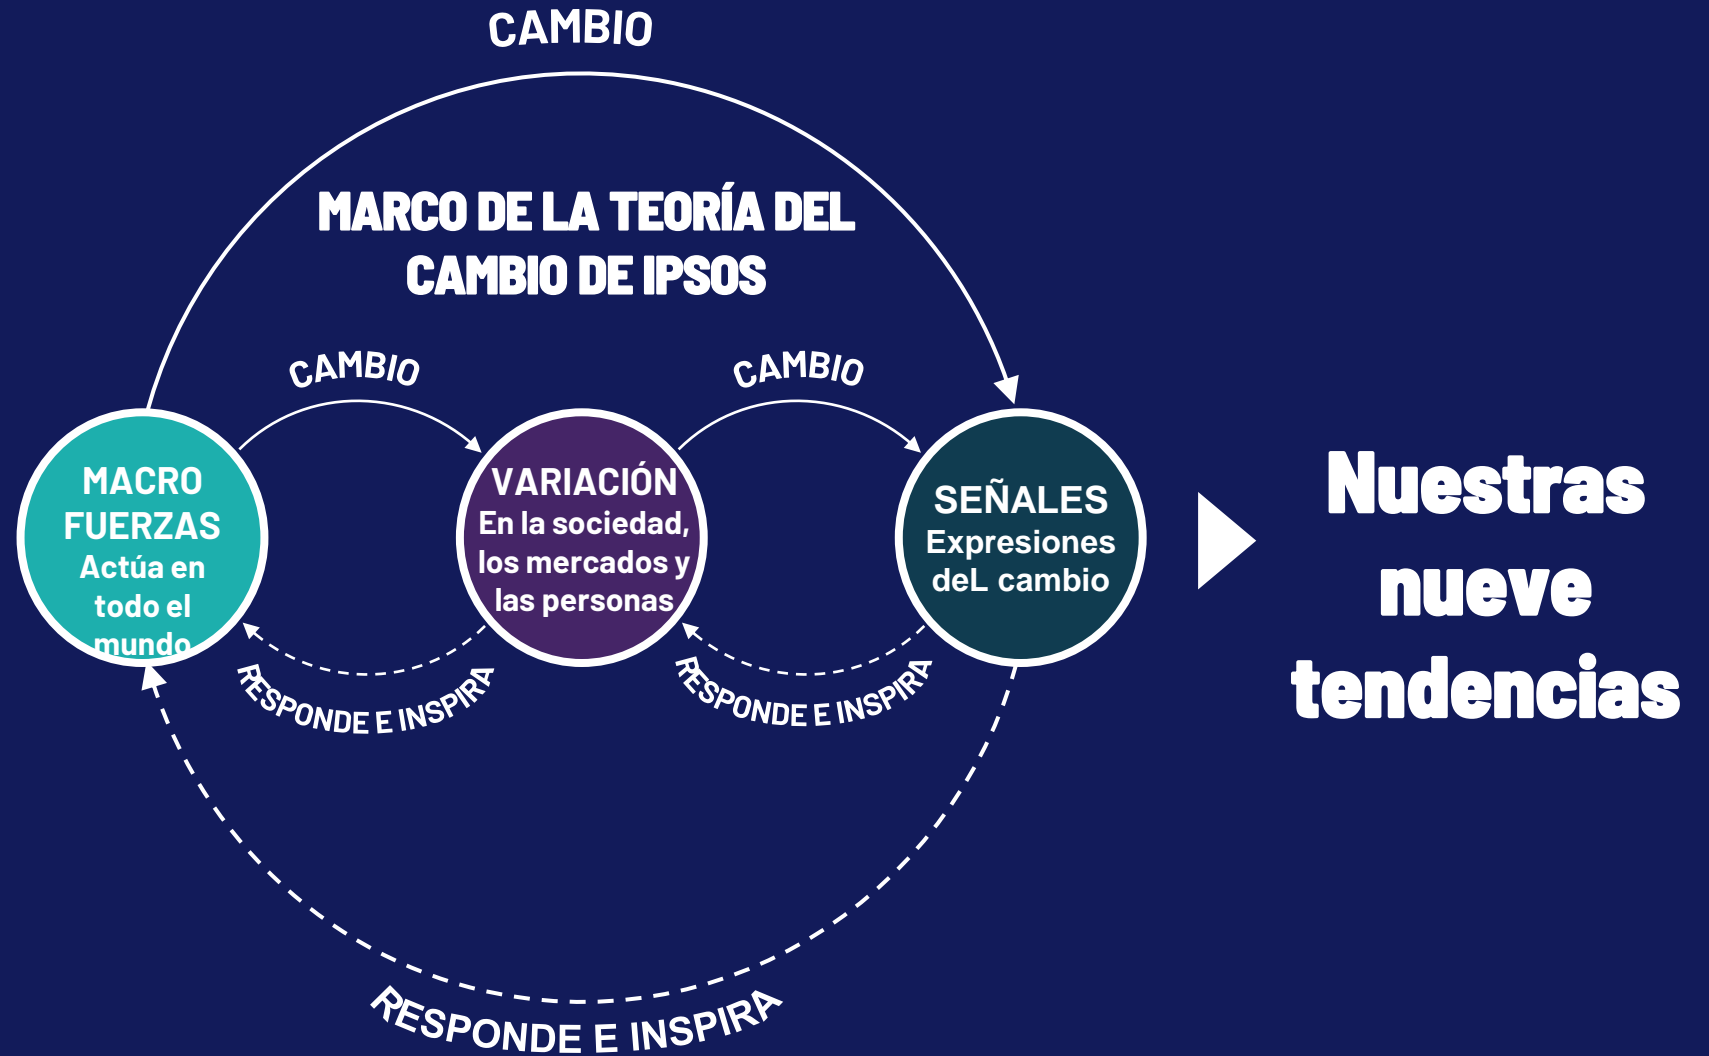 CAMBIO
MARCO DE LA TEORÍA DEL
CAMBIO DE IPSOS
CAMBIO
CAMBIO
MACRO
FUERZAS
Actúa en
todo el
mundo
VARIACIÓN
En la sociedad,
los mercados y
las personas
SEÑALES
Expresiones
deL cambio
RESPONDE E INSPIRA
RESPONDE E INSPIRA
RESPONDE E INSPIRA
Nuestras
nueve
tendencias